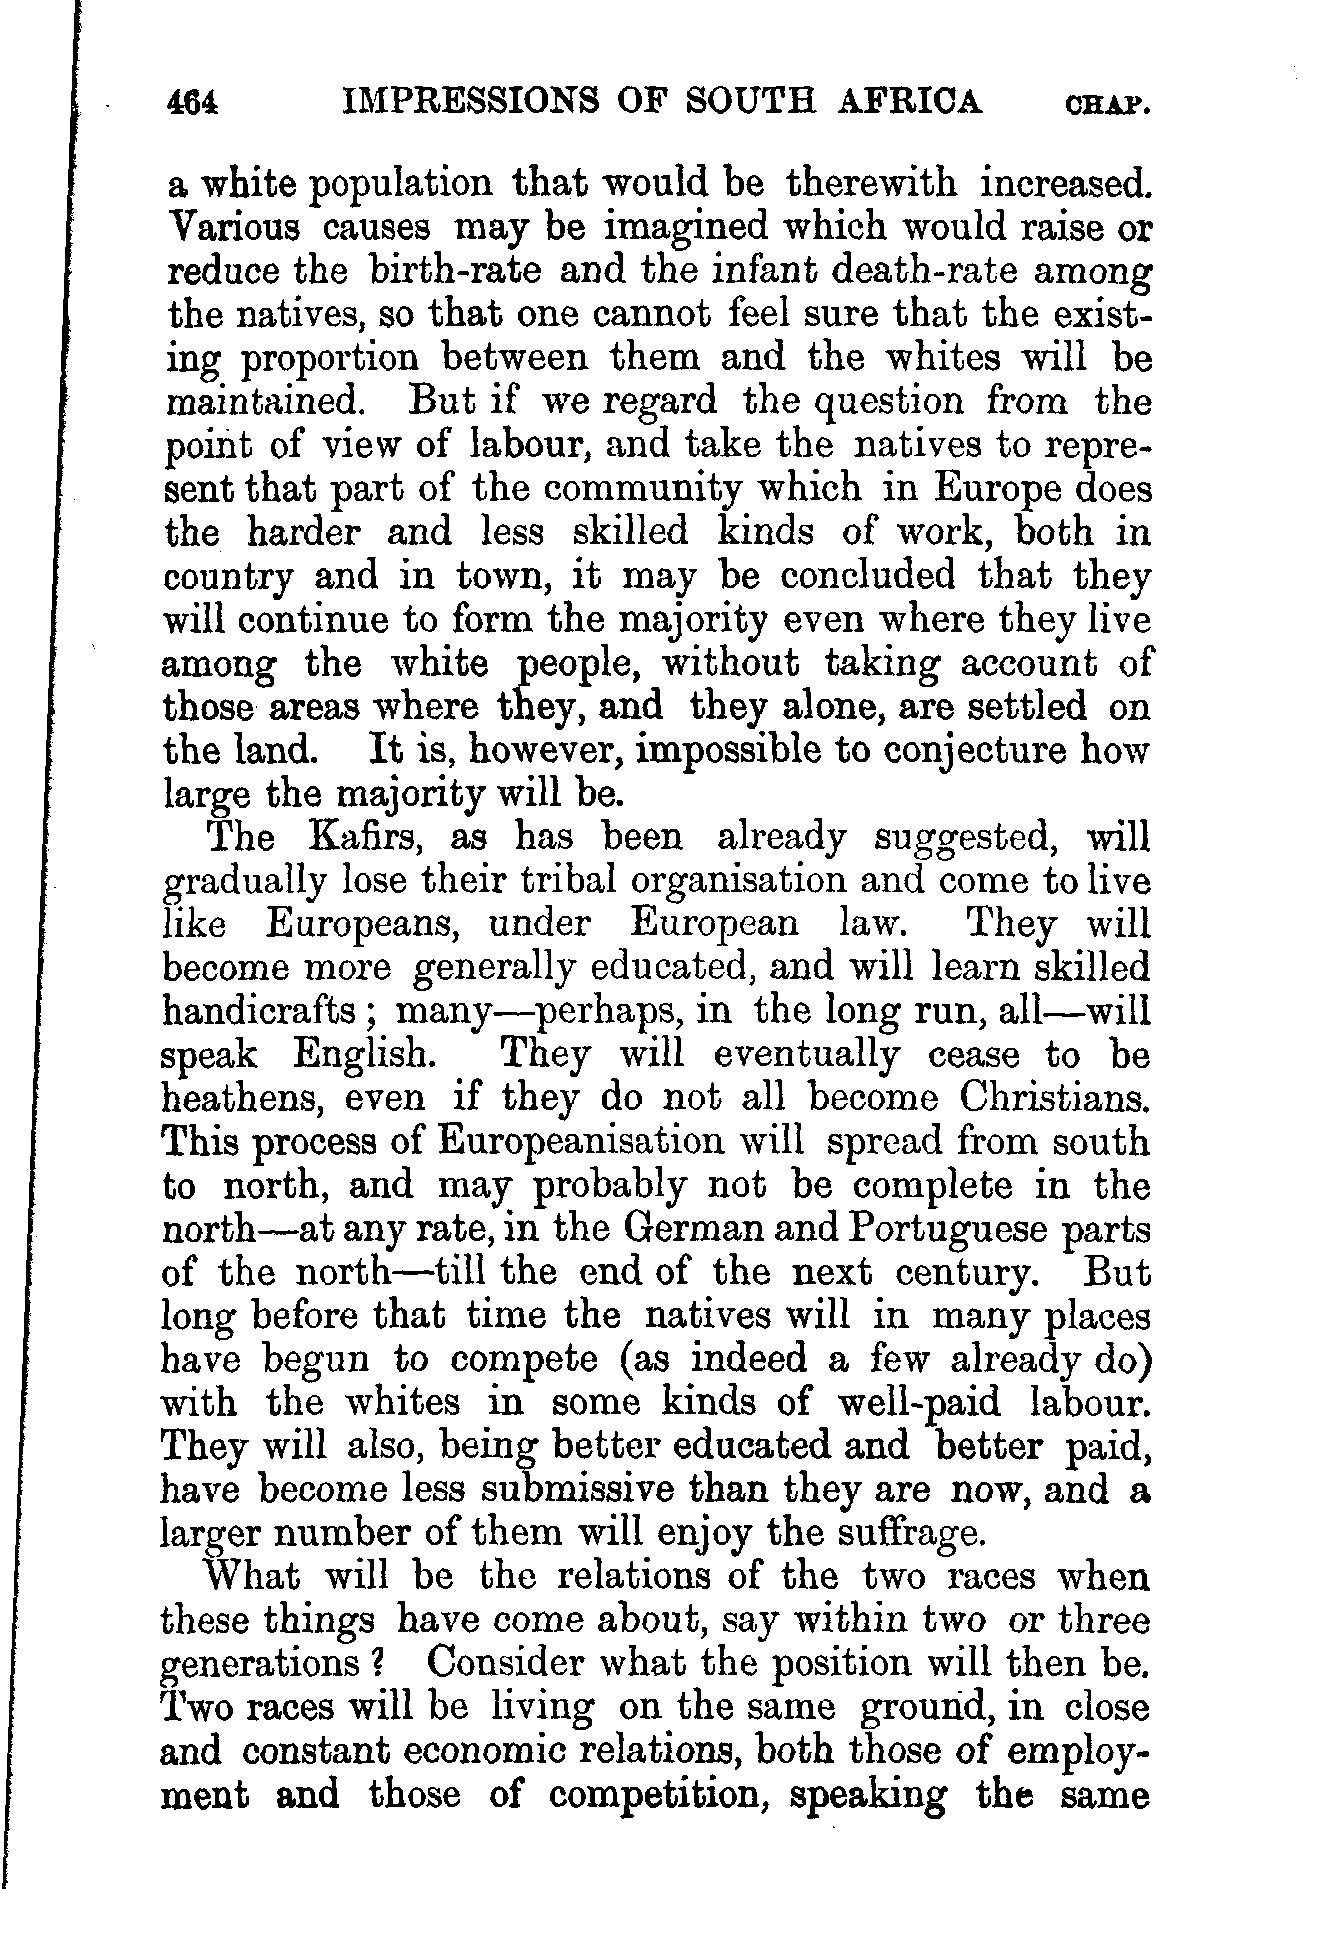 464 IMPRESSIONS OF SOUTH AFRICA CHAP.
a white population that would be therewith increased.
Various causes may be imagined which would raise or
reduce the birth-rate and the infant death-rate among
the natives, so that one cannot feel sure that the exist-
ing proportion between them and the whites will be
maintained. But if we regard the question from the
point of view of labour, and take the natives to repre-
sent that part of the community which in Europe does
the harder and less skilled kinds of work, both in
country and in town, it may be concluded that they
will continue to form the majority even where they live
among the white people, without taking account of
those areas where they, and they alone, are settled on
the land. It is, however, impossible to conjecture how
large the majority will be.
The Kafirs, as has been already suggested, will
gradually lose their tribal organisation and come to live
like Europeans, under European law. They will
become more generally educated, and will learn skilled
handicrafts ; many—perhaps, in the long run, all—will
speak English. They will eventually cease to be
heathens, even if they do not all become Christians.
This process of Europeanisation will spread from south
to north, and may probably not be complete in the
north—at any rate, in the German and Portuguese parts
of the north—till the end of the next century. But
long before that time the natives will in many places
have begun to compete (as indeed a few already do)
with the whites in some kinds of well-paid labour.
They will also, being better educated and better paid,
have become less submissive than they are now, and a
larger number of them will enjoy the suffrage.
What will be the relations of the two races when
these things have come about, say within two or three
generations ? Consider what the position will then be.
Two races will be living on the same ground, in close
and constant economic relations, both those of employ-
ment and those of competition, speaking the same